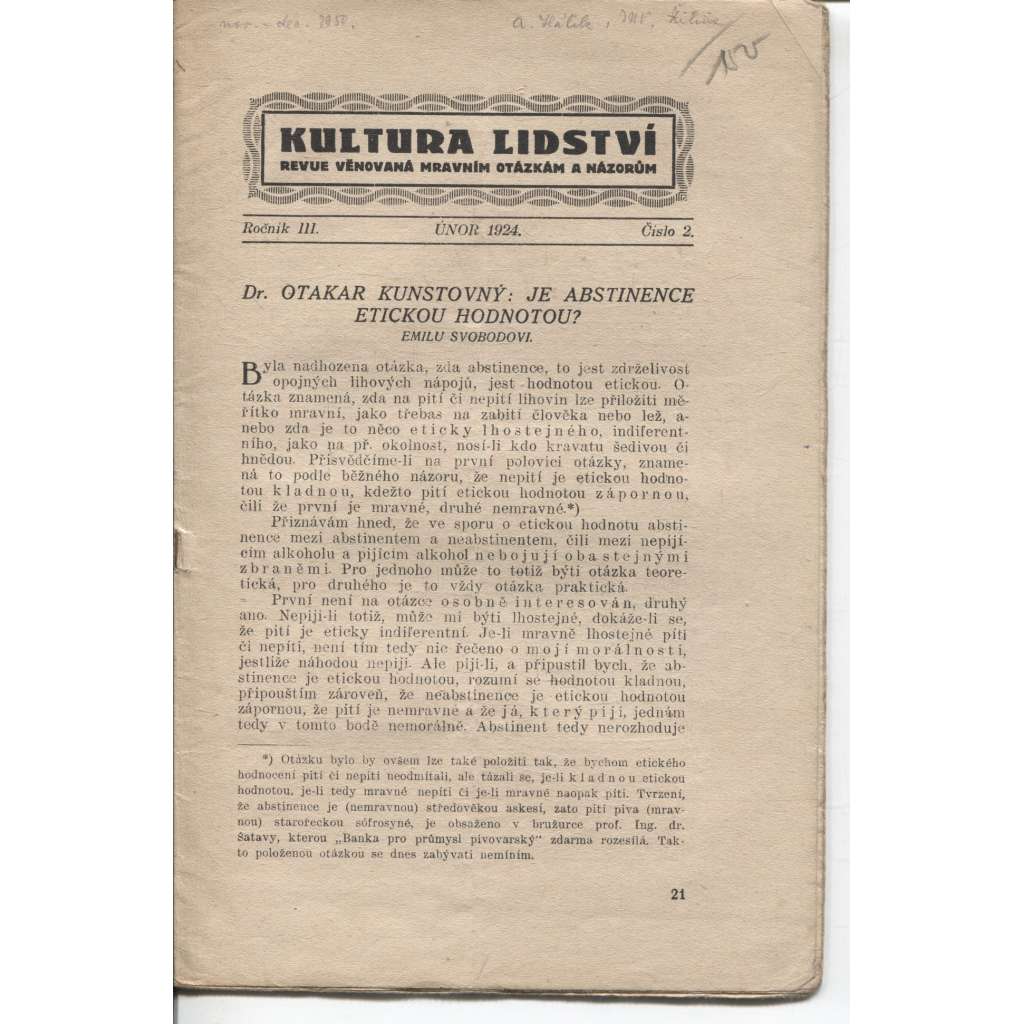 nov. - dec. 1950.
KULTURA LIDSTVÍ
REVUE VĚNOVANÁ MRAVNÍM OTÁZKÁM A NÁZORŮM
Ročník III. ÚNOR 1924. Číslo 2.
Dr. OTAKAR KUNSTOVNÝ: JE ABSTINENCE
ETICKOU HODNOTOU?
EMILU SVOBODOVI.
Byla nadhozena otázka, zda abstinence, to jest zdrželivost
opojných lihových nápojů, jest hodnotou etickou. O-
tázka znamená, zda na pití či nepití lihovin lze přiložiti mě-
řítko mravní, jako třebas na zabití člověka nebo lež, a-
nebo zda je to něco eticky lhostejného, indiferent-
ního, jako na př. okolnost, nosí-li kdo kravatu šedivou či
hnědou. Přisvědčíme-li na první polovici otázky, zname-
ná to podle běžného názoru, že nepití je etickou hodno-
tou kladnou, kdežto pití etickou hodnotou zápornou,
čili že první je mravné, druhé nemravné.*)
Přiznávám hned, že ve sporu o etickou hodnotu absti-
nence mezi abstinentem a neabstinentem, čili mezi nepijí-
cím alkoholu a pijícím alkohol nebojují oba stejnými
zbraněmi. Pro jednoho může to totiž býti otázka teore-
tická, pro druhého je to vždy otázka praktická.
První není na otázce osobně interesován, druhý
ano. Nepiji-li totiž, může mi býti lhostejné, dokáže-li se,
že pití je eticky indiferentní. Je-li mravně lhostejné píti
či nepíti, není tím tedy nic řečeno o mojí morálnosti,
jestliže náhodou nepiji. Ale piji-li, a připustil bych, že ab-
stinence je etickou hodnotou, rozumí se hodnotou kladnou,
připouštím zároveň, že neabstinence je etickou hodnotou
zápornou, že pití je nemravné a že já, který pijí, jednám
tedy v tomto bodě nemorálně. Abstinent tedy nerozhoduje
*) Otázku bylo by ovšem lze také položiti tak, že bychom etického
hodnocení pití či nepití neodmítali, ale tázali se, je-li kladnou etickou
hodnotou, je-li tedy mravné nepíti či je-li mravné naopak píti. Tvrzení,
že abstinence je (nemravnou) středověkou askesí, zato pití piva (mrav-
nou) starořeckou sófrosyné, je obsaženo v bružurce prof. Ing. dr.
Šatavy, kterou „Banka pro průmysl pivovarský" zdarma rozesílá. Tak-
to položenou otázkou se dnes zabývati nemíním.
21